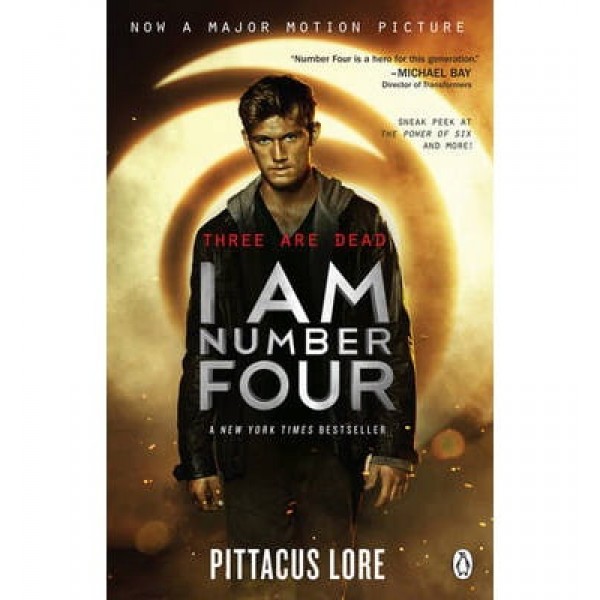 NOW A MAJOR MOTION PICTURE
"Number Four is a hero for this generation."
–MICHAEL BAY
Director of Transformers
SNEAK PEEK AT
THE POWER OF SIX
AND MORE!
THREE ARE DEAD
I AM
NUMBER
FOUR
A NEW YORK TIMES BESTSELLER
PITTACUS LORE